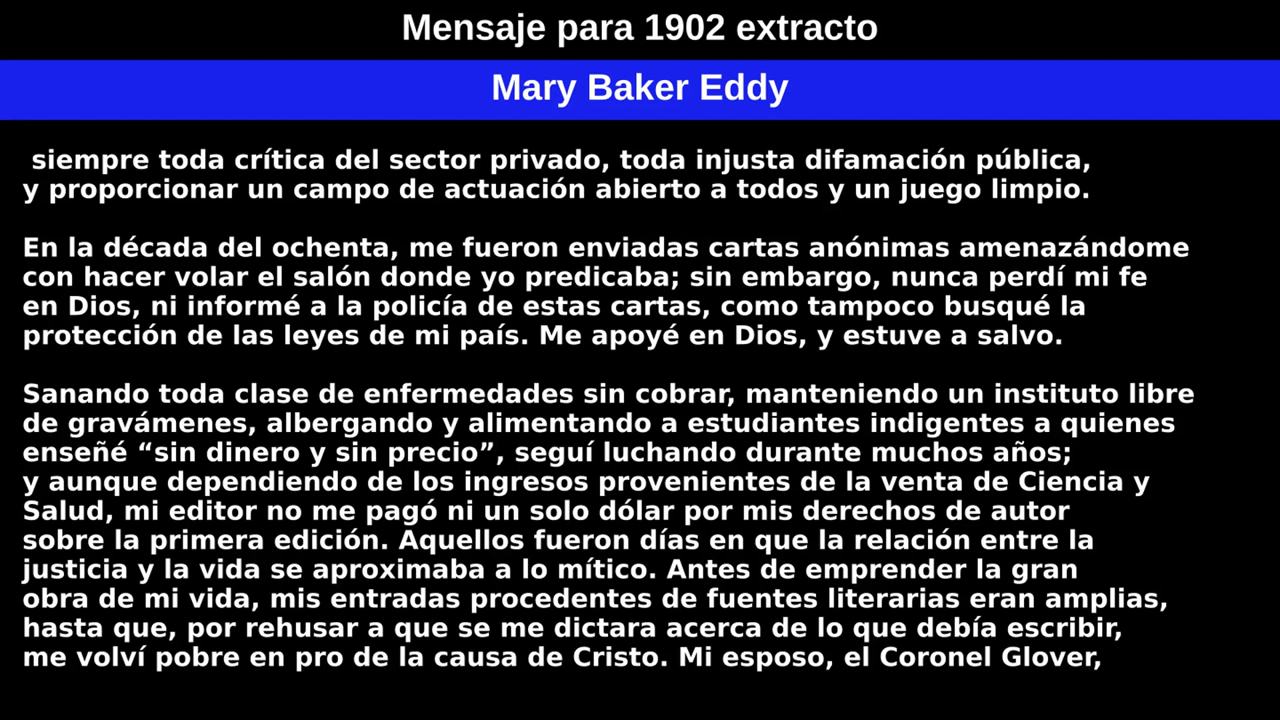 Mensaje para 1902 extracto
Mary Baker Eddy
siempre toda crítica del sector privado, toda injusta difamación pública,
y proporcionar un campo de actuación abierto a todos y un juego limpio.
En la década del ochenta, me fueron enviadas cartas anónimas amenazándome
con hacer volar el salón donde yo predicaba; sin embargo, nunca perdí mi fe
en Dios, ni informé a la policía de estas cartas, como tampoco busqué la
protección de las leyes de mi país. Me apoyé en Dios, y estuve a salvo.
Sanando toda clase de enfermedades sin cobrar, manteniendo un instituto libre
de gravámenes, albergando y alimentando a estudiantes indigentes a quienes
enseñé “sin dinero y sin precio”, seguí luchando durante muchos años;
y aunque dependiendo de los ingresos provenientes de la venta de Ciencia y
Salud, mi editor no me pagó ni un solo dólar por mis derechos de autor
sobre la primera edición. Aquellos fueron días en que la relación entre la
justicia y la vida se aproximaba a lo mítico. Antes de emprender la gran
obra de mi vida, mis entradas procedentes de fuentes literarias eran amplias,
hasta que, por rehusar a que se me dictara acerca de lo que debía escribir,
me volví pobre en pro de la causa de Cristo. Mi esposo, el Coronel Glover,